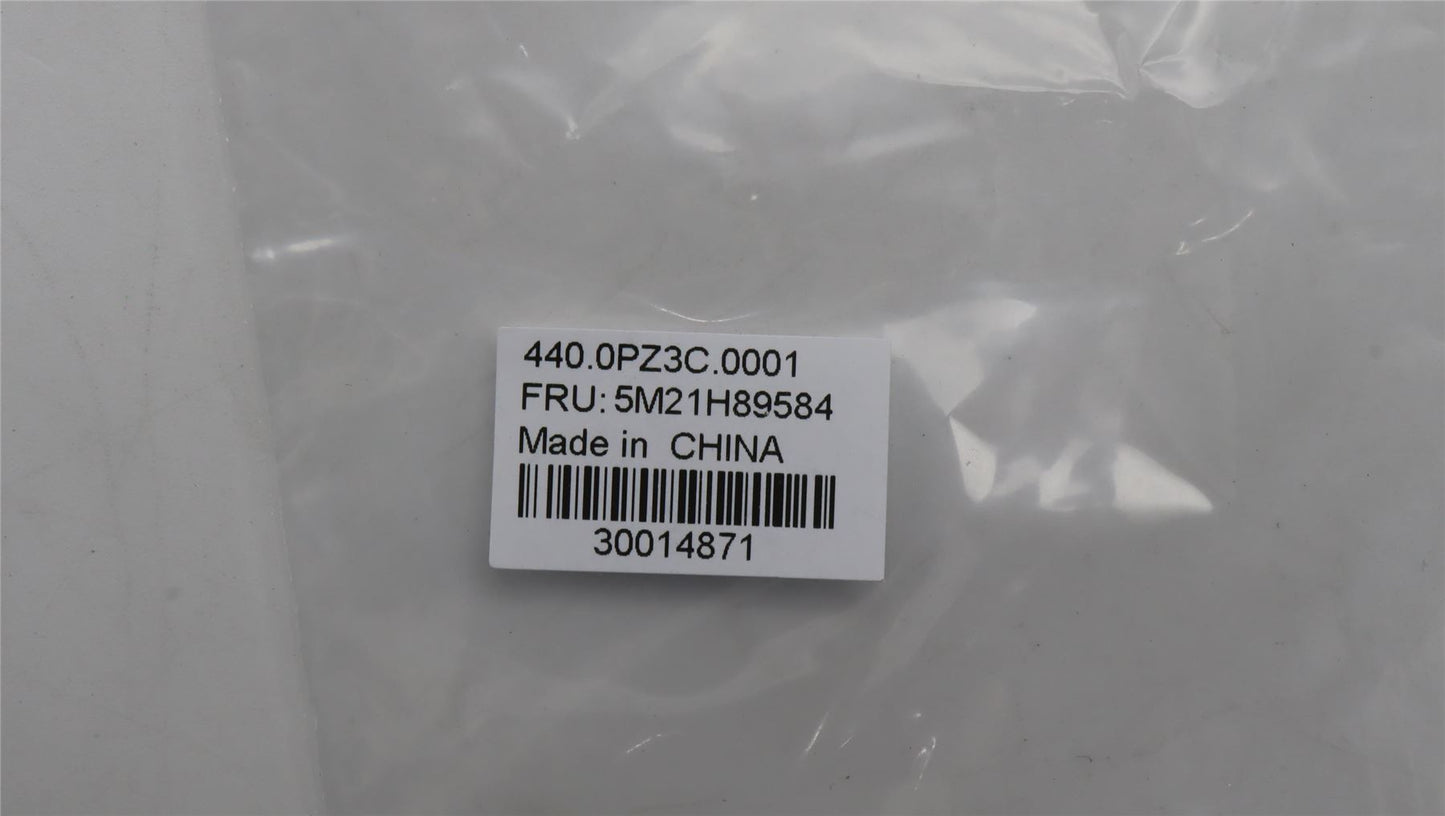 440.0PZ3C.0001
FRU: 5M21H89584
Made in CHINA
30014871